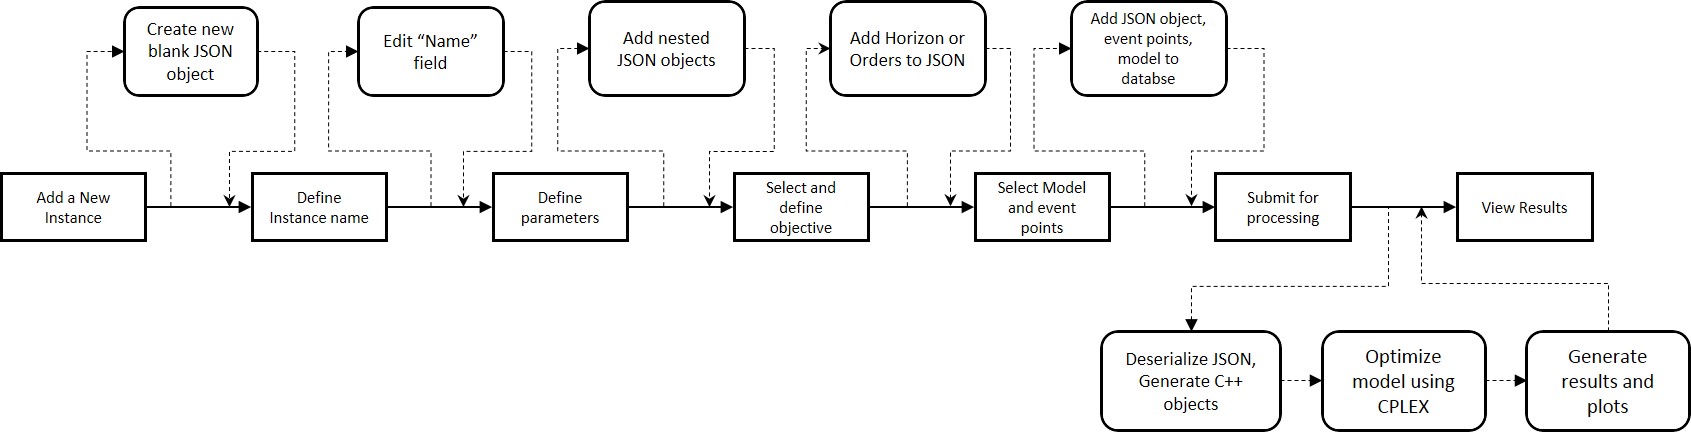 Create new
blank JSON
object
Edit “Name”
field
Add nested
JSON objects
Add Horizon or
Orders to JSON
Add JSON object,
event points,
model to
databse
Add a New
Instance
Define
Instance name
Define
parameters
Select and
define
objective
Select Model
and event
points
Submit for
processing
View Results
Deserialize JSON,
Generate C++
objects
Optimize
model using
CPLEX
Generate
results and
plots